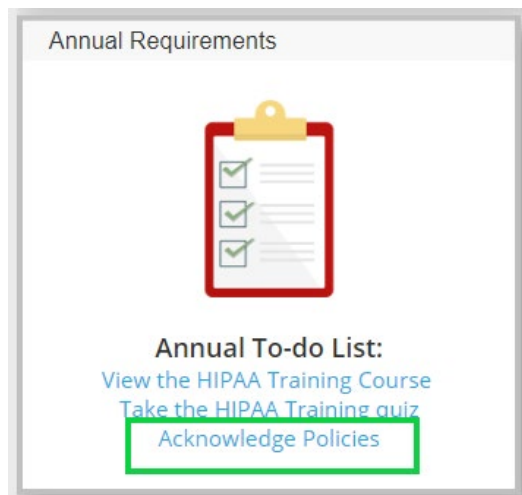 Annual Requirements
Annual To-do List:
View the HIPAA Training Course
Take the HIPAA Training quiz
Acknowledge Policies